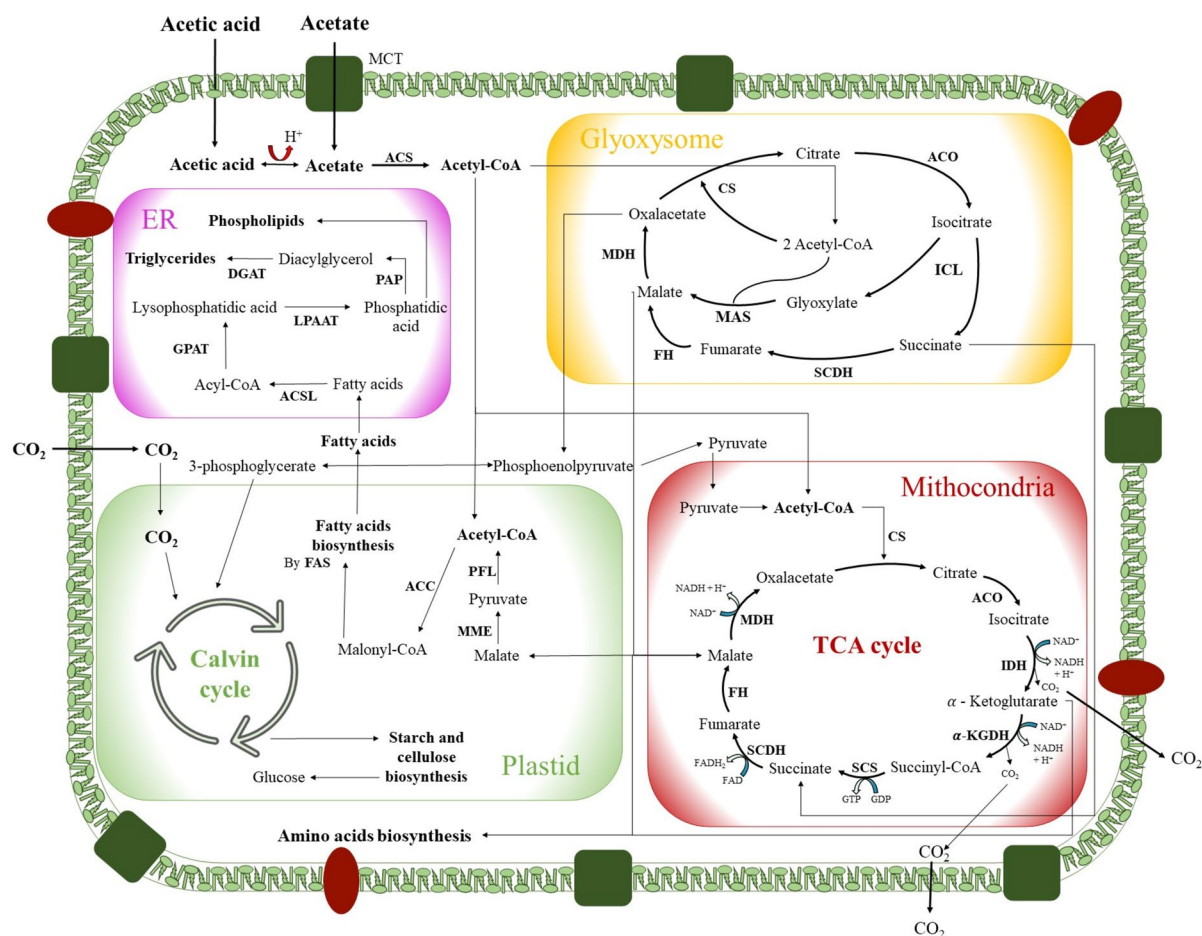 Acetic acid
Acetate
MCT
H⁺
Acetic acid
Acetate
ACS
Acetyl-CoA
Glyoxysome
Citrate
ACO
CS
Oxalacetate
Isocitrate
2 Acetyl-CoA
MDH
ICL
Malate
Glyoxylate
MAS
FH
Fumarate
Succinate
SCDH
ER
Phospholipids
Triglycerides
Diacylglycerol
DGAT
PAP
Lysophosphatidic acid
Phosphatidic
acid
LPAAT
GPAT
Acyl-CoA
Fatty acids
ACSL
CO₂
CO₂
Fatty acids
3-phosphoglycerate
Phosphoenolpyruvate
Pyruvate
CO₂
Fatty acids
biosynthesis
By FAS
Acetyl-CoA
ACC
PFL
Pyruvate
MME
Malonyl-CoA
Malate
Calvin
cycle
Starch and
cellulose
biosynthesis
Glucose
Plastid
Mithocondria
Pyruvate
Acetyl-CoA
CS
Oxalacetate
Citrate
NADH + H⁺
NAD⁺
MDH
ACO
Isocitrate
Malate
TCA cycle
NAD⁺
IDH
NADH
+ H⁺
CO₂
FH
α - Ketoglutarate
Fumarate
α-KGDH
NAD⁺
NADH
+ H⁺
SCDH
FADH₂
FAD
Succinate
SCS
Succinyl-CoA
CO₂
GTP
GDP
CO₂
Amino acids biosynthesis
CO₂
CO₂